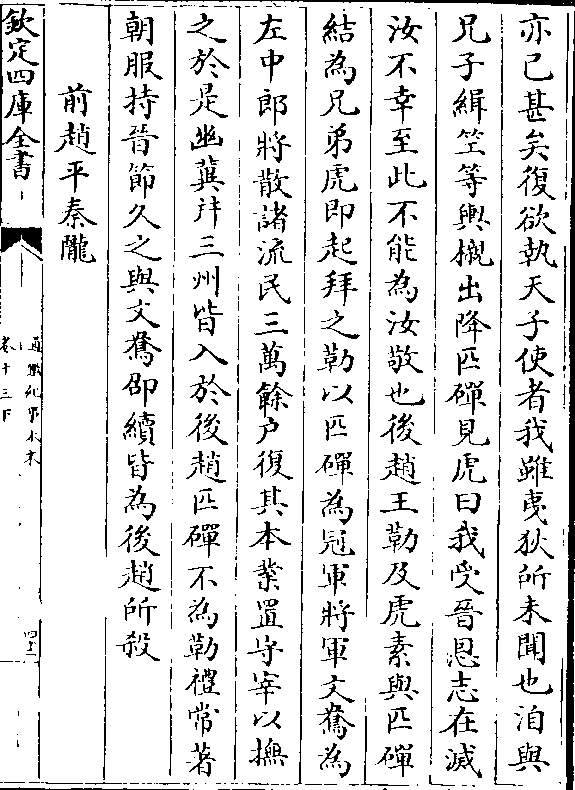 亦已甚矣復欲執天子使者我雖夷狄所未聞也洎與
兄子緝笁等輿櫬出降匹磾見虎曰我受晉恩志在滅
汝不幸至此不能為汝敬也後趙王勒及虎素與匹磾
結為兄弟虎即起拜之勒以匹磾為冠軍將軍文鴦為
左中郎將散諸流民三萬餘户復其本業置守宰以撫
之於是幽冀并三州皆入於後趙匹磾不為勒禮常著
朝服持晉節久之與文鴦邵續皆為後趙所殺
前趙平秦隴
欽定四庫全書
通鑑紀事本末
卷十三下
四十二